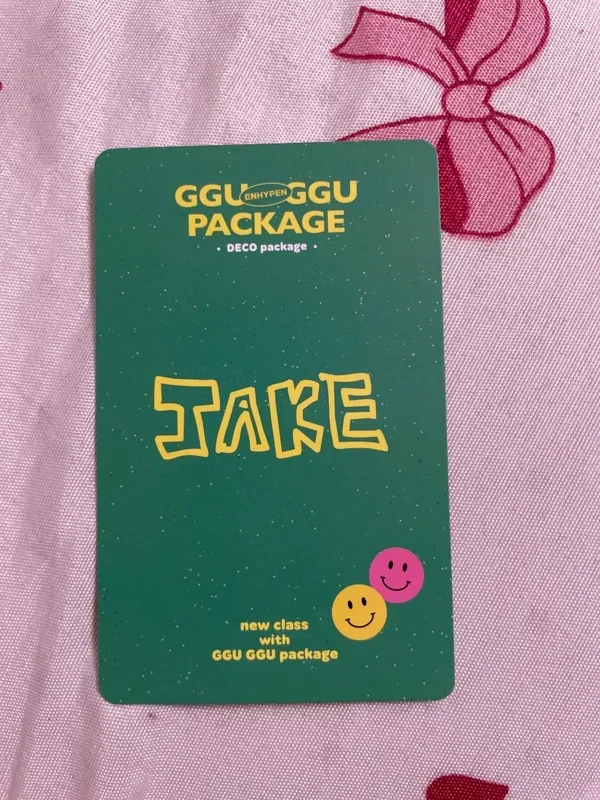 GGU ENHYPEN GGU
PACKAGE
• DECO package •
JAKE
new class
with
GGU GGU package